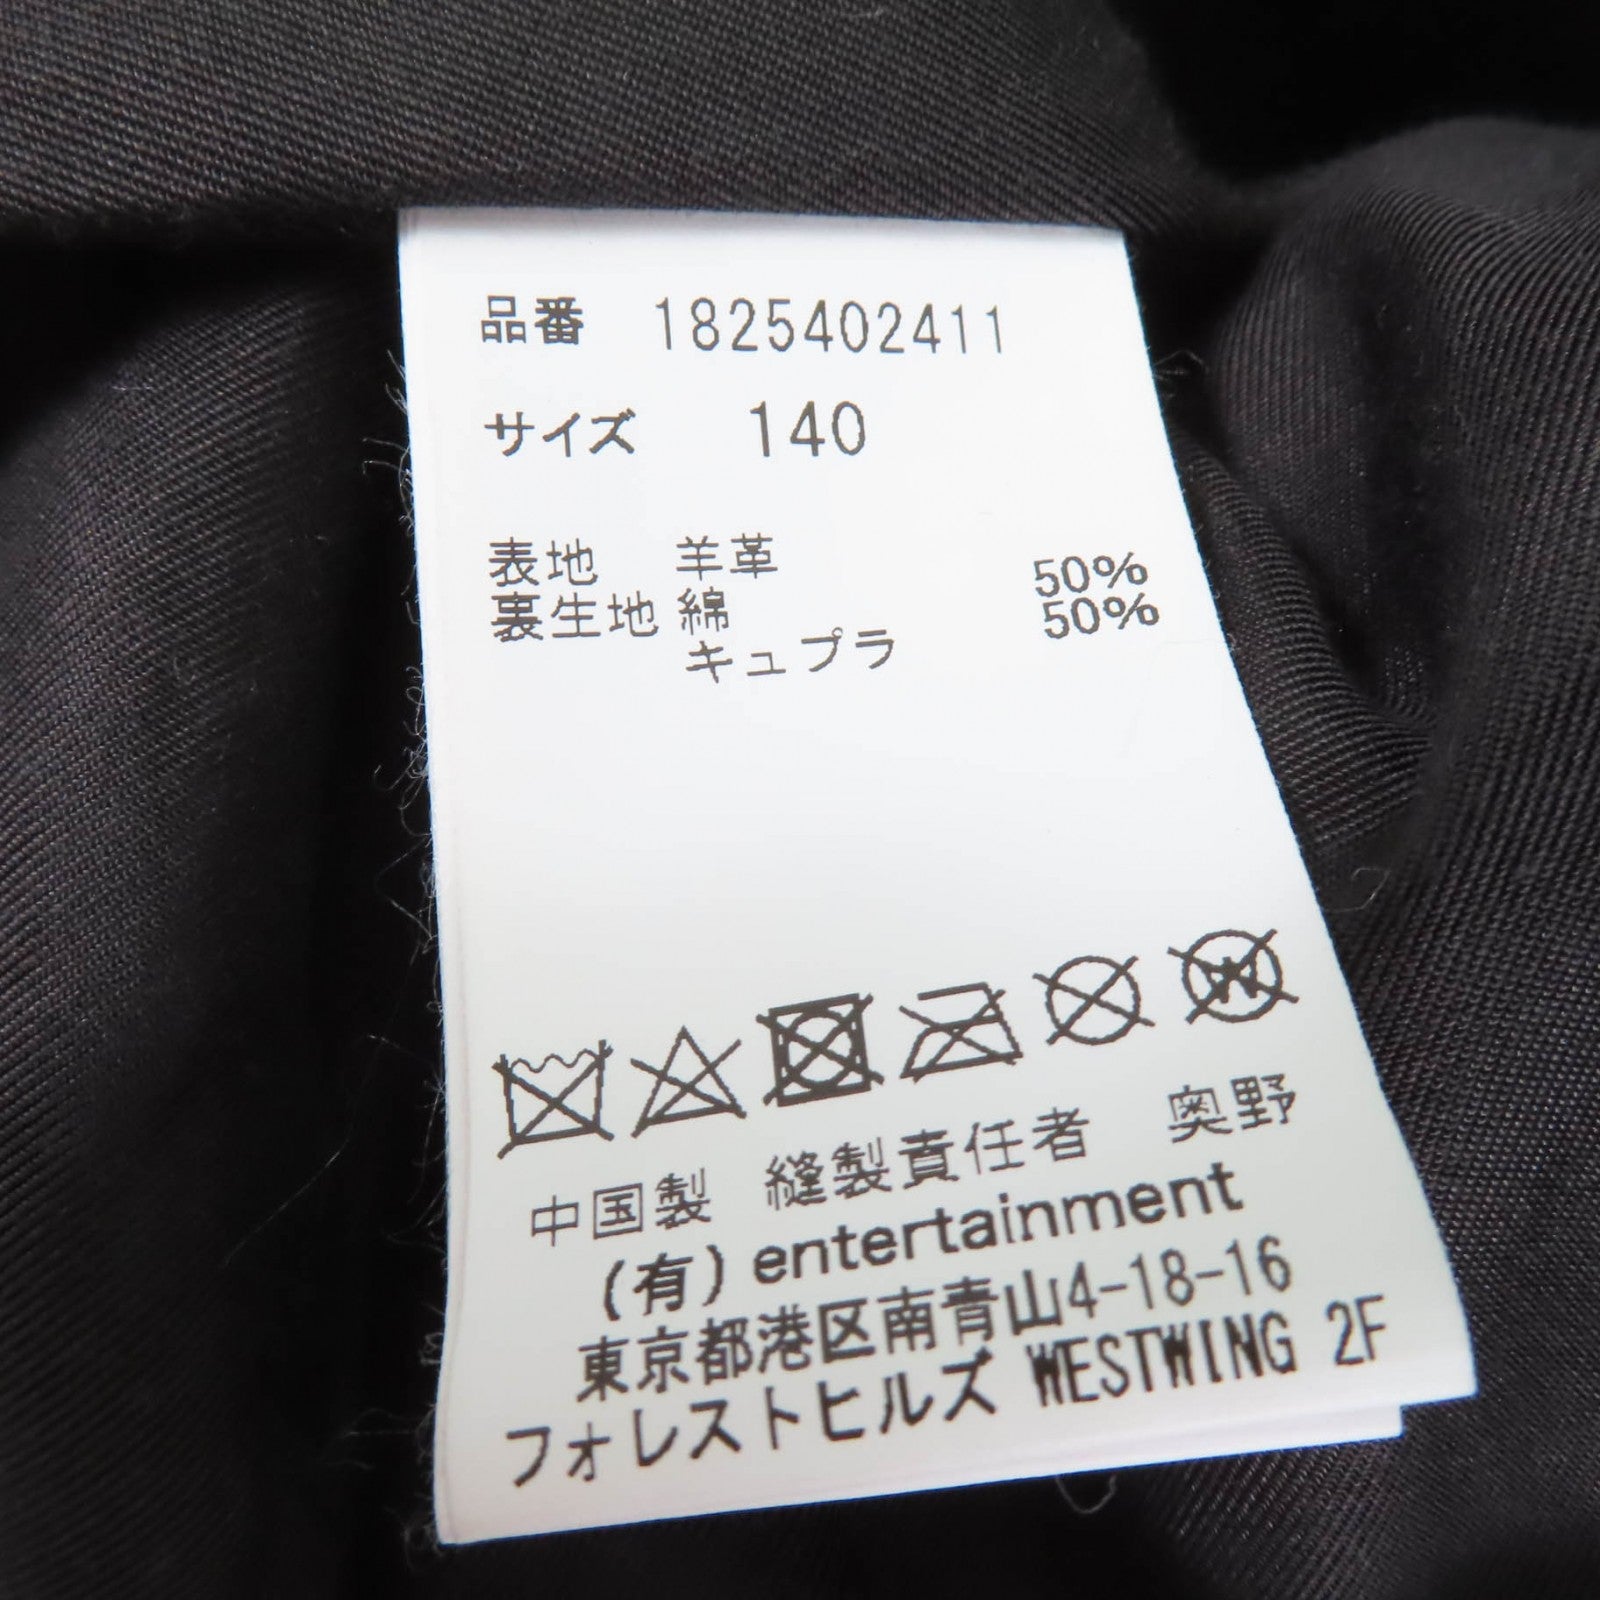 品番 1825402411
サイズ 140
表地 羊革
裏生地 綿 50%
キュプラ 50%
中国製 縫製責任者 奥野
(有) entertainment
東京都港区南青山4-18-16
フォレストヒルズ WESTWING 2F